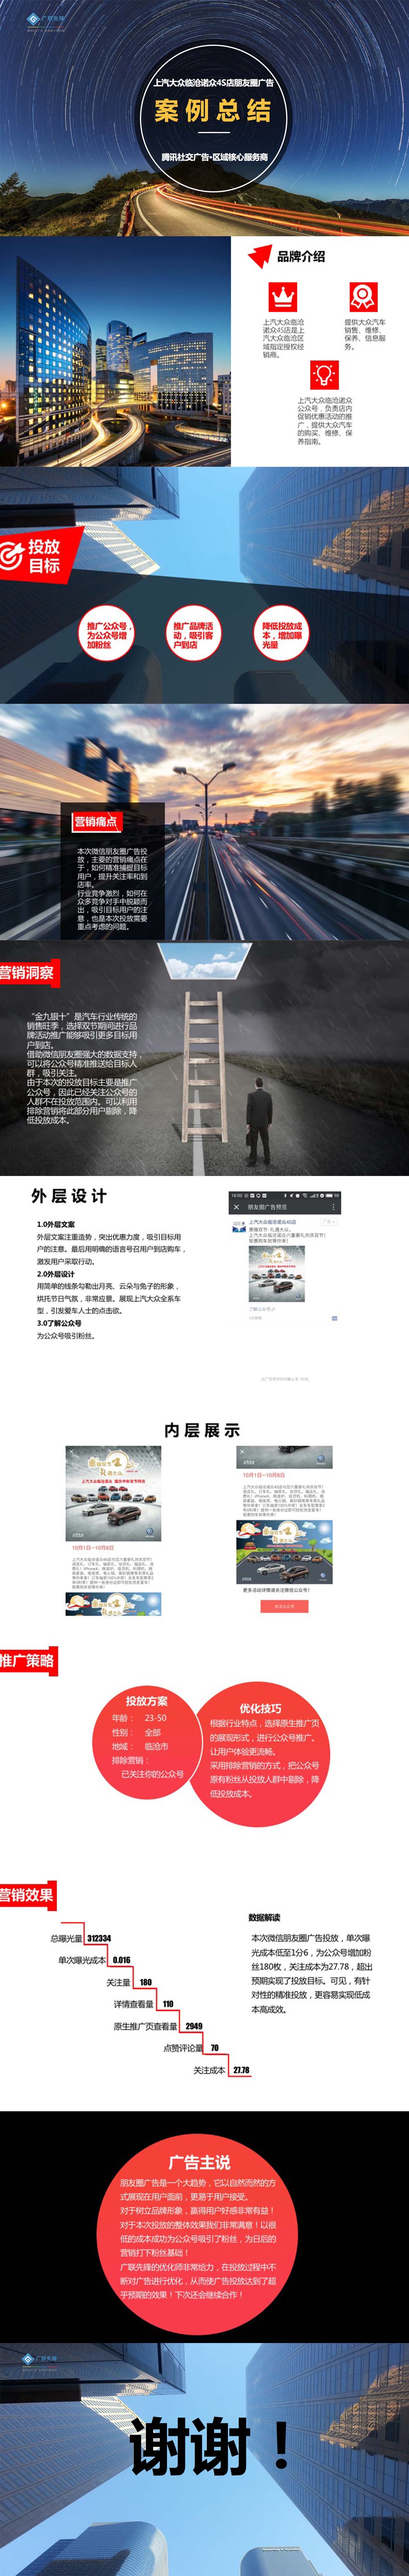 广联先锋
上汽大众临沧诺众4S店朋友圈广告
案例总结
腾讯社交广告·区域核心服务商
品牌介绍
上汽大众临沧
诺众4S店是上
汽大众临沧区
域指定授权经
销商。
提供大众汽车
销售、维修、
保养、信息服
务。
上汽大众临沧诺众
公众号，负责店内
促销优惠活动的推
广，提供大众汽车
的购买、维修、保
养指南。
投放
目标
推广公众号，
为公众号增
加粉丝
推广品牌活
动，吸引客
户到店
降低投放成
本，增加曝
光量
营销痛点
本次微信朋友圈广告投
放，主要的营销痛点在
于，如何精准捕捉目标
用户，提升关注率和到
店率。
行业竞争激烈，如何在
众多竞争对手中脱颖而
出，吸引目标用户的注
意，也是本次投放需要
重点考虑的问题。
营销洞察
“金九银十”是汽车行业传统的
销售旺季，选择双节期间进行品
牌活动推广能够吸引更多目标用
户到店。
借助微信朋友圈强大的数据支持，
可以将公众号精准推送给目标人
群，吸引关注。
由于本次的投放目标主要是推广
公众号，因此已经关注公众号的
人群不在投放范围内。可以利用
排除营销将此部分用户剔除，降
低投放成本。
外层设计
1.0外层文案
外层文案注重造势，突出优惠力度，吸引目标用
户的注意。最后用明确的语言号召用户到店购车，
激发用户采取行动。
2.0外层设计
用简单的线条勾勒出月亮、云朵与兔子的形象，
烘托节日气氛，非常应景。展现上汽大众全系车
型，引发爱车人士的点击欲。
3.0了解公众号
为公众号吸引粉丝。
朋友圈广告预览
上汽大众临沧诺众4S店
广告
了解公众号
内层展示
10月1日-10月8日
10月1日-10月8日
更多活动详情请关注微信公众号！
关注公众号
推广策略
投放方案
年龄： 23-50
性别： 全部
地域： 临沧市
排除营销：
已关注你的公众号
优化技巧
根据行业特点，选择原生推广页
的展现形式，进行公众号推广。
让用户体验更流畅。
采用排除营销的方式，把公众号
原有粉丝从投放人群中剔除，降
低投放成本。
营销效果
总曝光量 312334
单次曝光成本 0.016
关注量 180
详情查看量 110
原生推广页查看量 2949
点赞评论量 70
关注成本 27.78
数据解读
本次微信朋友圈广告投放，单次曝
光成本低至1分6，为公众号增加粉
丝180枚，关注成本为27.78，超出
预期实现了投放目标。可见，有针
对性的精准投放，更容易实现低成
本高成效。
广告主说
朋友圈广告是一个大趋势，它以自然而然的方
式展现在用户面前，更易于用户接受。
对于树立品牌形象，赢得用户好感非常有益！
对于本次投放的整体效果我们非常满意！以很
低的成本成功为公众号吸引了粉丝，为日后的
营销打下粉丝基础！
广联先锋的优化师非常给力，在投放过程中不
断对广告进行优化，从而使广告投放达到了超
乎预期的效果！下次还会继续合作！
广联先锋
谢谢！